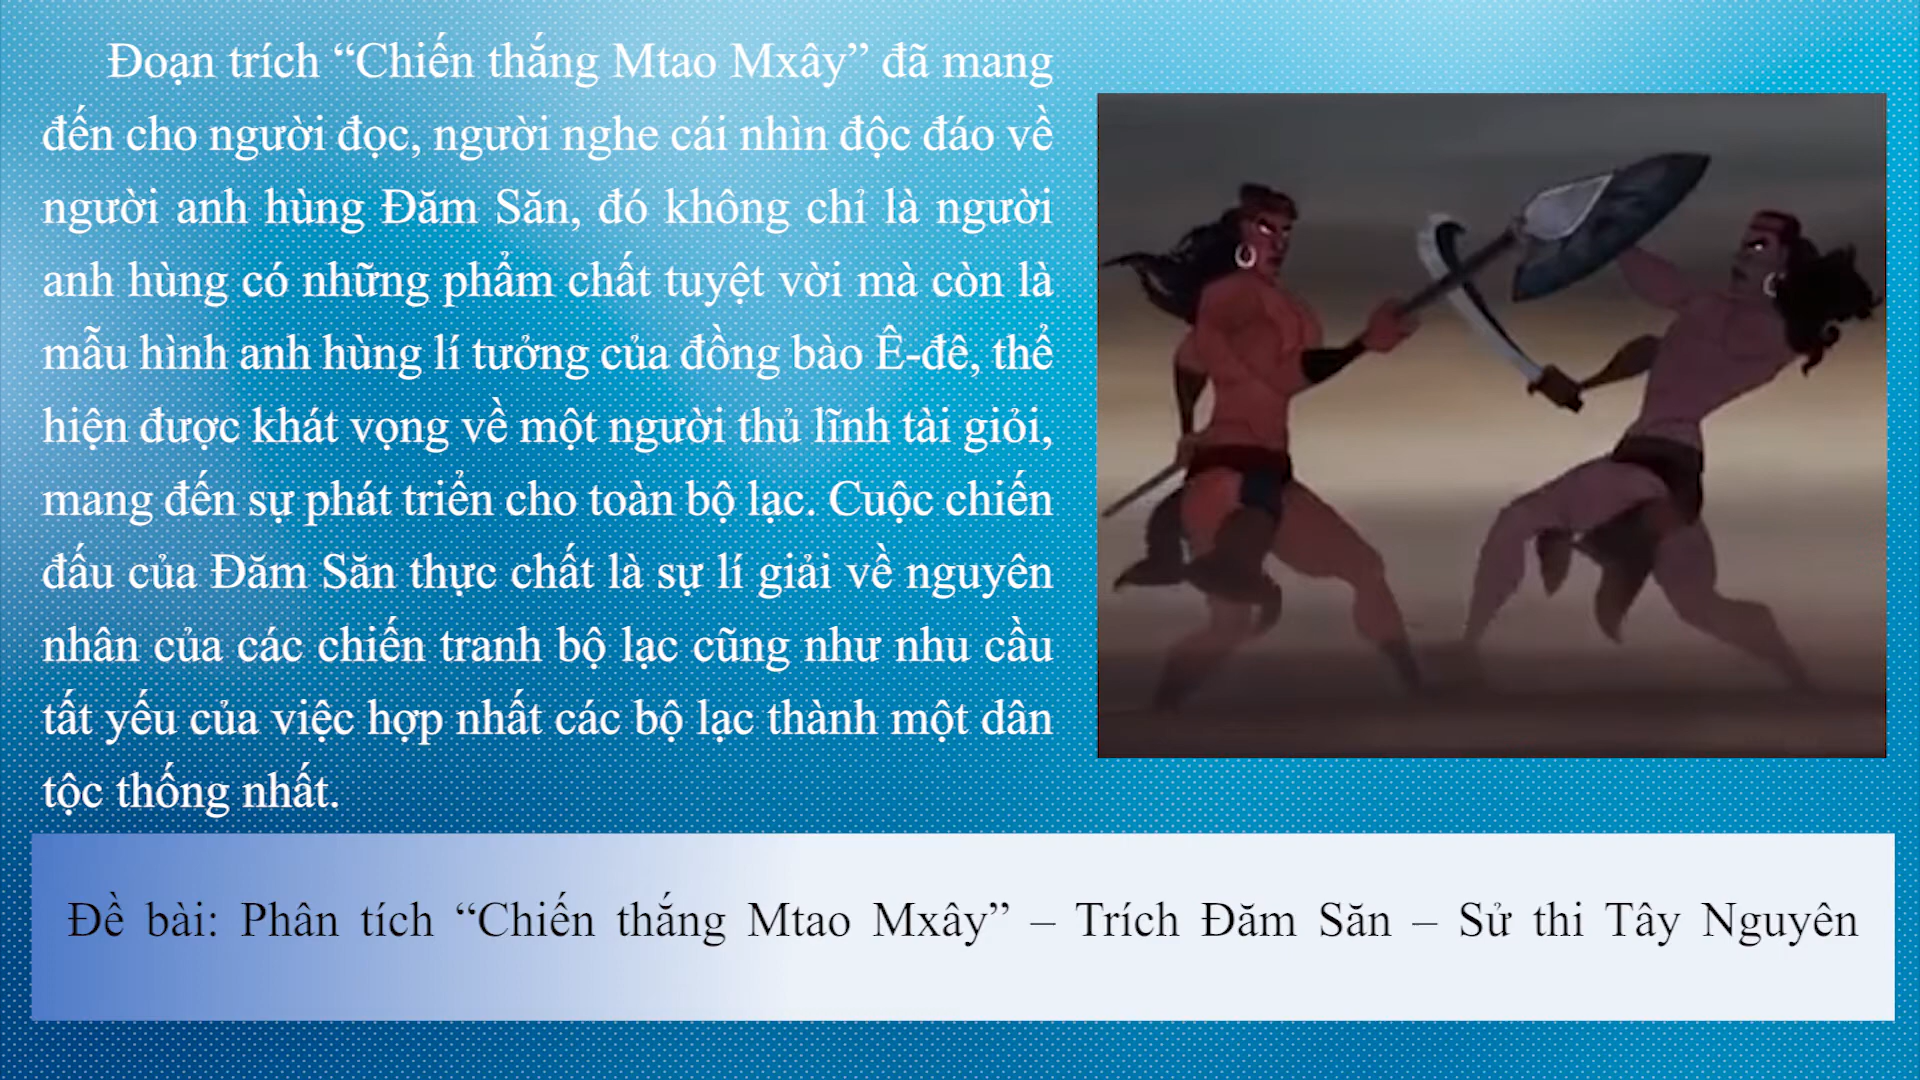 Đoạn trích “Chiến thắng Mtao Mxây” đã mang
đến cho người đọc, người nghe cái nhìn độc đáo về
người anh hùng Đăm Săn, đó không chỉ là người
anh hùng có những phẩm chất tuyệt vời mà còn là
mẫu hình anh hùng lí tưởng của đồng bào Ê-đê, thể
hiện được khát vọng về một người thủ lĩnh tài giỏi,
mang đến sự phát triển cho toàn bộ lạc. Cuộc chiến
đấu của Đăm Săn thực chất là sự lí giải về nguyên
nhân của các chiến tranh bộ lạc cũng như nhu cầu
tất yếu của việc hợp nhất các bộ lạc thành một dân
tộc thống nhất.
Đề bài: Phân tích “Chiến thắng Mtao Mxây” – Trích Đăm Săn – Sử thi Tây Nguyên